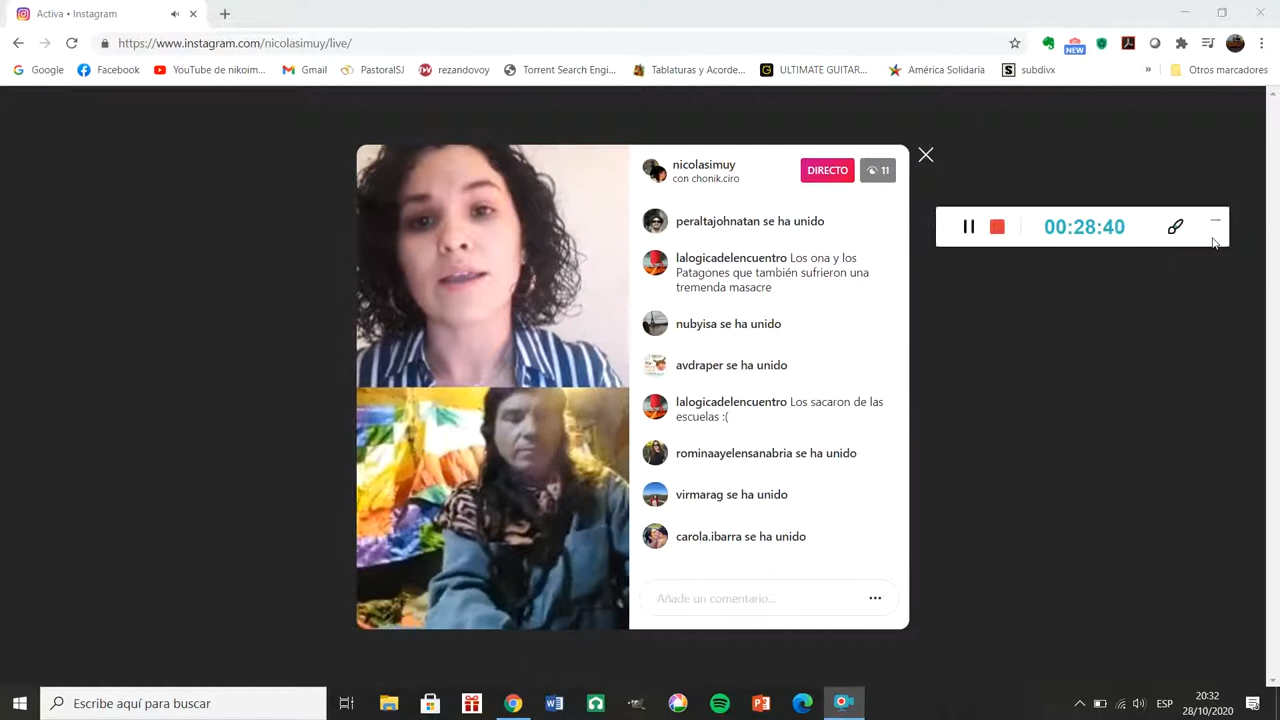 Activa • Instagram
https://www.instagram.com/nicolasimuy/live/
NEW
Google
Facebook
YouTube de nikoim...
Gmail
PastoralSJ
rezandovoy
Torrent Search Engi...
Tablaturas y Acorde...
ULTIMATE GUITAR...
América Solidaria
subdivx
»
Otros marcadores
nicolasimuy
con chonik.ciro
DIRECTO
11
peraltajohnatan se ha unido
lalogicadelencuentro Los ona y los
Patagones que también sufrieron una
tremenda masacre
nubyisa se ha unido
avdraper se ha unido
lalogicadelencuentro Los sacaron de las
escuelas :(
rominaayelensanabria se ha unido
virmarag se ha unido
carola.ibarra se ha unido
Añade un comentario...
00:28:40
Escribe aquí para buscar
ESP
20:32
28/10/2020